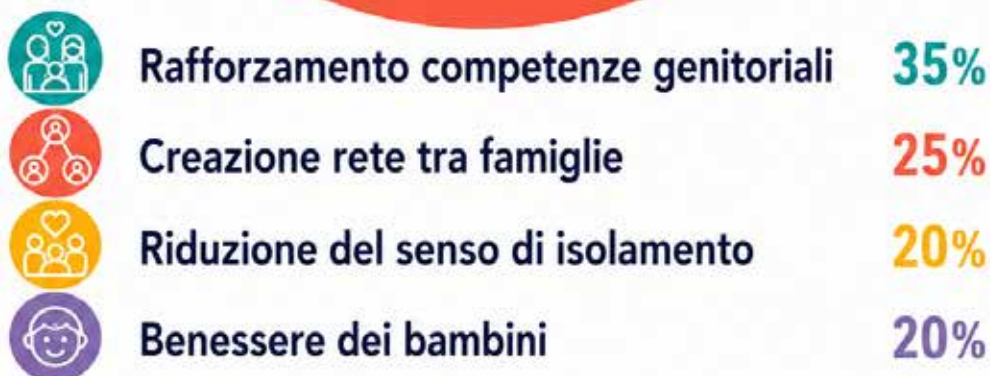 Rafforzamento competenze genitoriali 35%
Creazione rete tra famiglie 25%
Riduzione del senso di isolamento 20%
Benessere dei bambini 20%